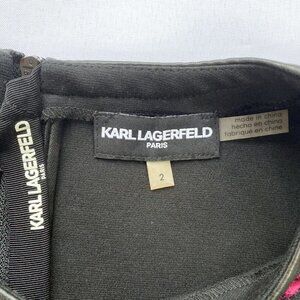 KARL LAGERFELD
KARL LAGERFELD
PARIS
2
made in china
hecho en china
fabriqué en chine